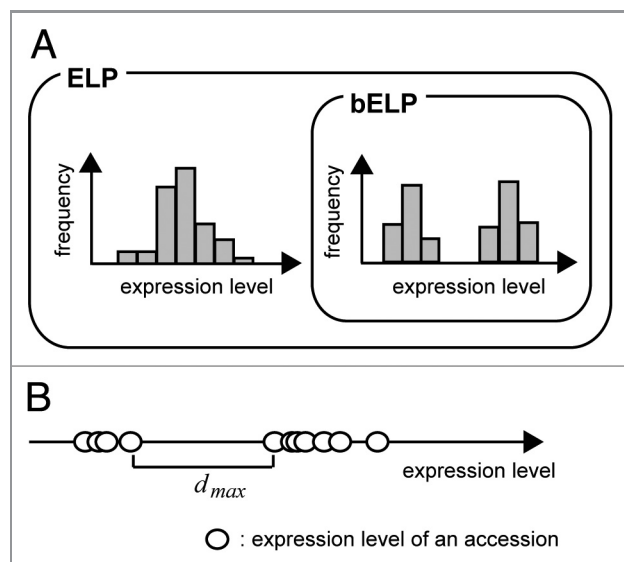 A
ELP
bELP
frequency
expression level
frequency
expression level
B
d max
expression level
: expression level of an accession